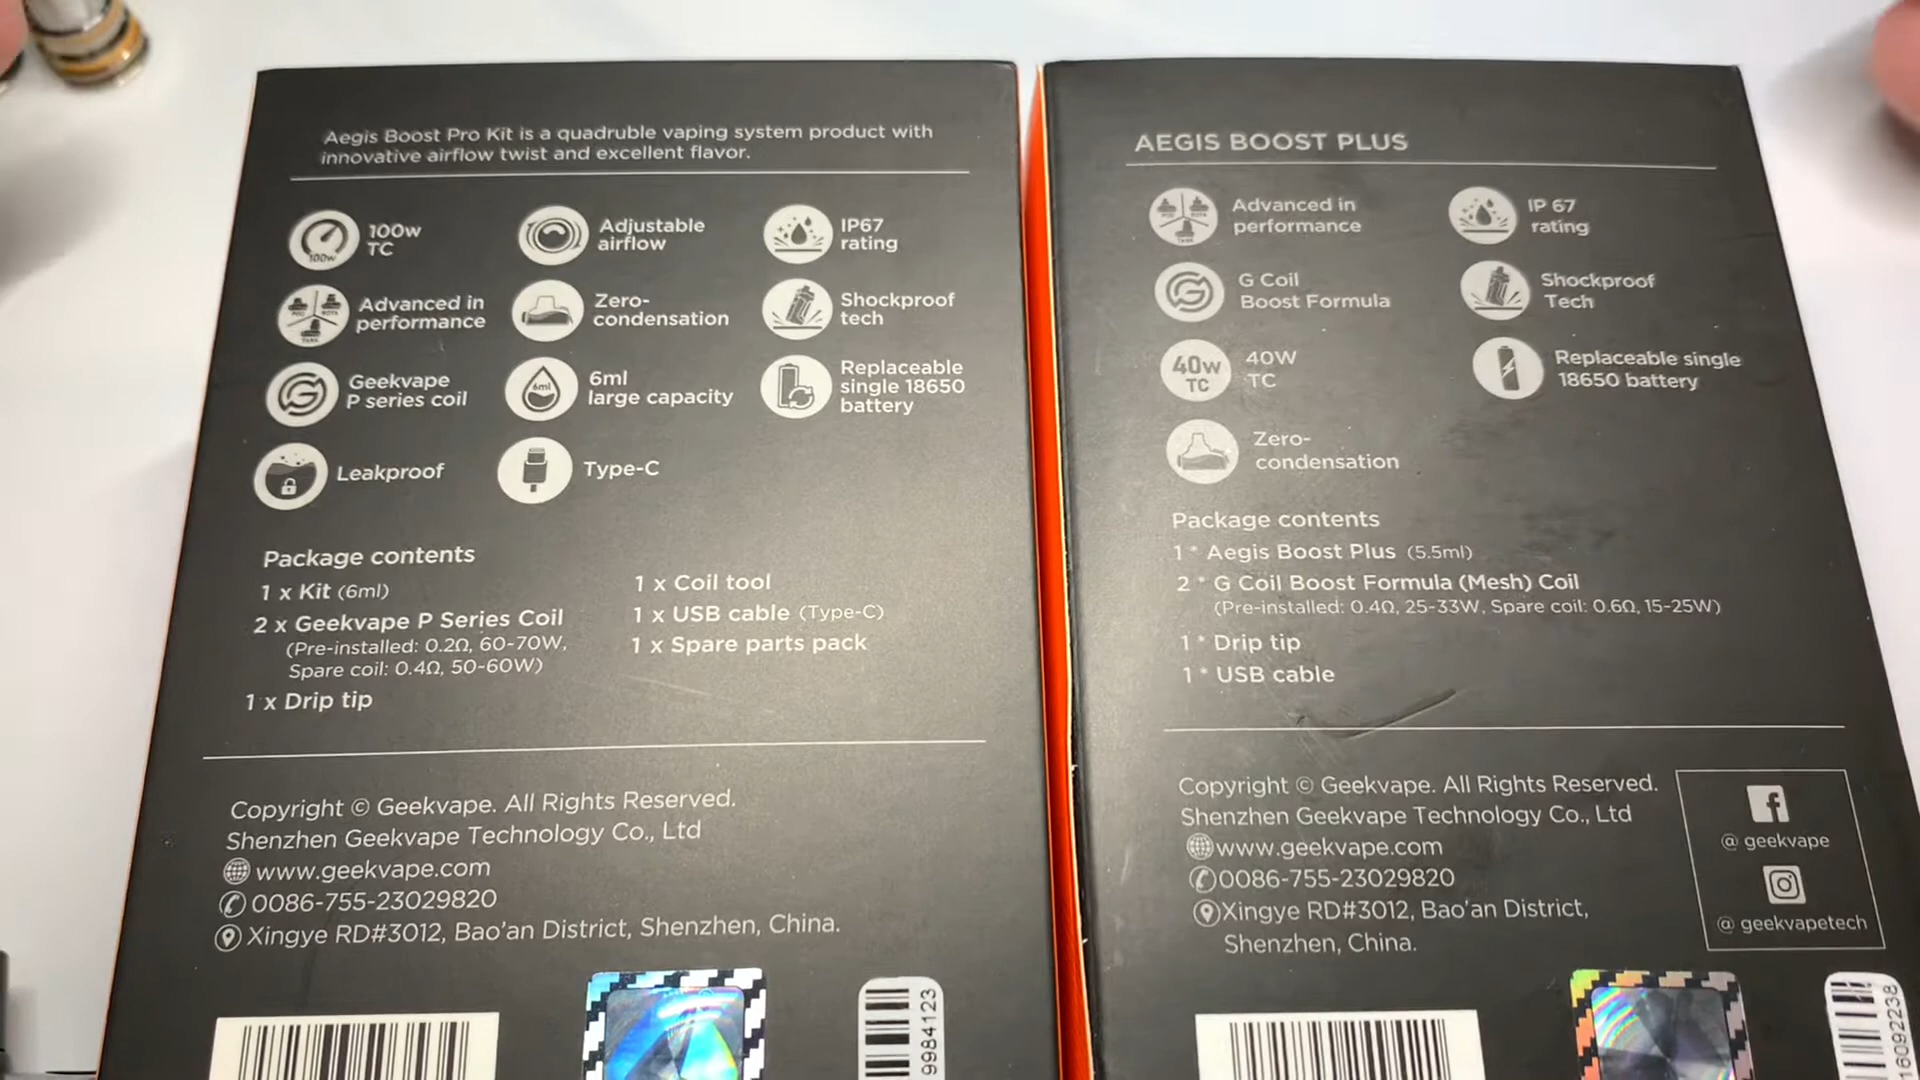 Aegis Boost Pro Kit is a quadruble vaping system product with
innovative airflow twist and excellent flavor.
100w
TC
100w
Adjustable
airflow
IP67
rating
POD
RDTA
TANK
Advanced in
performance
Zero-
condensation
Shockproof
tech
Geekvape
P series coil
6ml
6ml
large capacity
Replaceable
single 18650
battery
Leakproof
Type-C
Package contents
1 x Kit (6ml)
2 x Geekvape P Series Coil
(Pre-installed: 0.2Ω, 60-70W,
Spare coil: 0.4Ω, 50-60W)
1 x Drip tip
1 x Coil tool
1 x USB cable (Type-C)
1 x Spare parts pack
Copyright © Geekvape. All Rights Reserved.
Shenzhen Geekvape Technology Co., Ltd
www.geekvape.com
0086-755-23029820
Xingye RD#3012, Bao'an District, Shenzhen, China.
9984123
AEGIS BOOST PLUS
POD
RDTA
TANK
Advanced in
performance
IP 67
rating
G Coil
Boost Formula
Shockproof
Tech
40w
TC
40W
TC
Replaceable single
18650 battery
Zero-
condensation
Package contents
1 * Aegis Boost Plus (5.5ml)
2 * G Coil Boost Formula (Mesh) Coil
(Pre-installed: 0.4Ω, 25-33W, Spare coil: 0.6Ω, 15-25W)
1 * Drip tip
1 * USB cable
Copyright © Geekvape. All Rights Reserved.
Shenzhen Geekvape Technology Co., Ltd
www.geekvape.com
0086-755-23029820
Xingye RD#3012, Bao'an District,
Shenzhen, China.
@ geekvape
@ geekvapetech
16092238